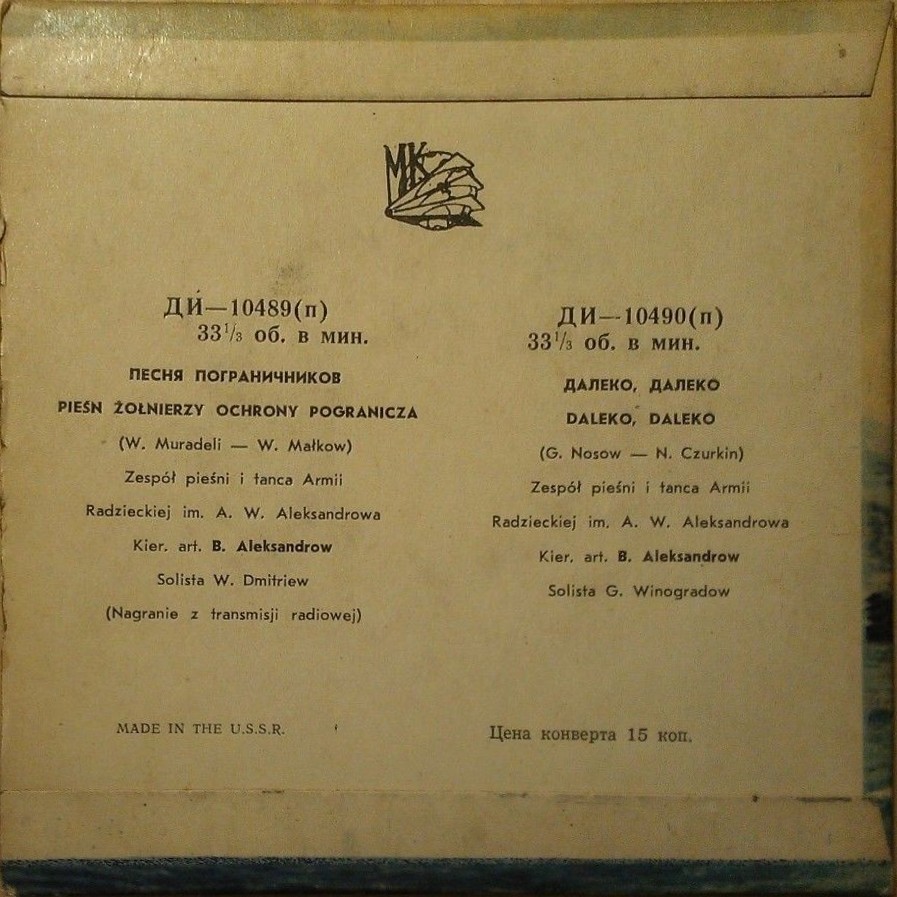 МК
ДИ—10489(п)
33⅓ об. в мин.
ПЕСНЯ ПОГРАНИЧНИКОВ
PIEŚN ŻOŁNIERZY OCHRONY POGRANICZA
(W. Muradeli — W. Małkow)
Zespół pieśni i tanca Armii
Radzieckiej im. A. W. Aleksandrowa
Kier. art. B. Aleksandrow
Solista W. Dmitriew
(Nagranie z transmisji radiowej)
MADE IN THE U.S.S.R.
ДИ—10490(п)
33⅓ об. в мин.
ДАЛЕКО, ДАЛЕКО
DALEKO, DALEKO
(G. Nosow — N. Czurkin)
Zespół pieśni i tanca Armii
Radzieckiej im. A. W. Aleksandrowa
Kier. art. B. Aleksandrow
Solista G. Winogradow
Цена конверта 15 коп.